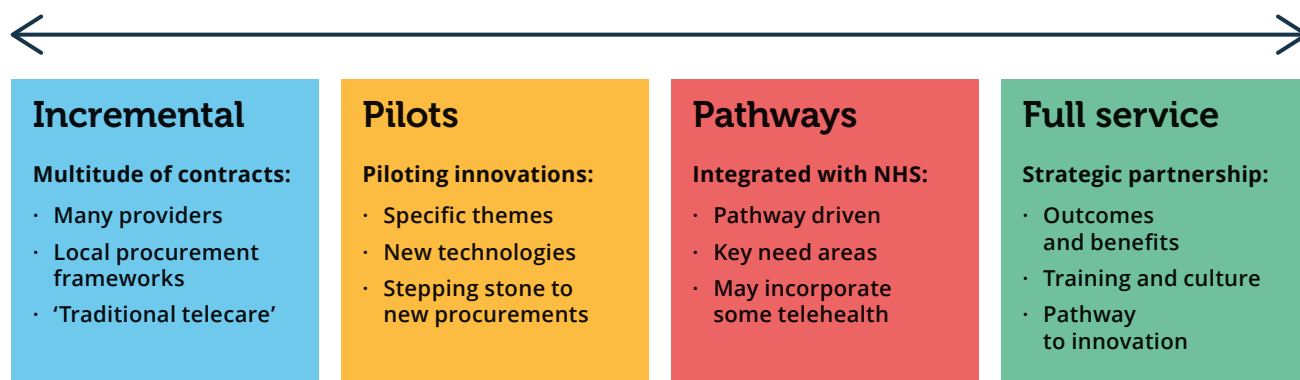 Incremental
Multitude of contracts:
· Many providers
· Local procurement
frameworks
· ‘Traditional telecare’
Pilots
Piloting innovations:
· Specific themes
· New technologies
· Stepping stone to
new procurements
Pathways
Integrated with NHS:
· Pathway driven
· Key need areas
· May incorporate
some telehealth
Full service
Strategic partnership:
· Outcomes
and benefits
· Training and culture
· Pathway
to innovation